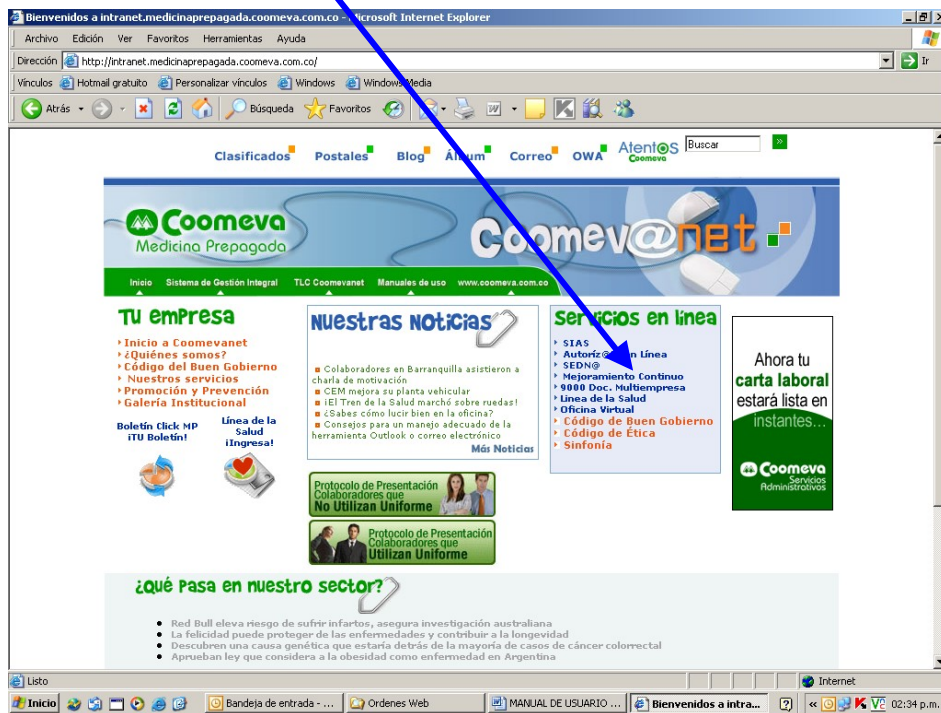 Bienvenidos a intranet.medicinaprepagada.coomeva.com.co - Microsoft Internet Explorer
Archivo Edición Ver Favoritos Herramientas Ayuda
Dirección http://intranet.medicinaprepagada.coomeva.com.co/ Ir
Vínculos Hotmail gratuito Personalizar vínculos Windows Windows Media
Atrás Búsqueda Favoritos
Clasificados Postales Blog Álbum Correo OWA Atent@s Coomeva Buscar »
Coomeva
Medicina Prepagada
Coomev@net
Inicio Sistema de Gestión Integral TLC Coomevanet Manuales de uso www.coomeva.com.co
Tu emPresa
Inicio a Coomevanet
¿Quiénes somos?
Código del Buen Gobierno
Nuestros servicios
Promoción y Prevención
Galería Institucional
Boletín Click MP
¡TU Boletín!
Línea de la
Salud
¡Ingresa!
Nuestras Noticias
Colaboradores en Barranquilla asistieron a
charla de motivación
CEM mejora su planta vehicular
¡El Tren de la Salud marchó sobre ruedas!
¿Sabes cómo lucir bien en la oficina?
Consejos para un manejo adecuado de la
herramienta Outlook o correo electrónico
Más Noticias
Protocolo de Presentación
Colaboradores que
No Utilizan Uniforme
Protocolo de Presentación
Colaboradores que
Utilizan Uniforme
Servicios en línea
SIAS
Autoríz@ en Línea
SEDN@
Mejoramiento Continuo
9000 Doc. Multiempresa
Linea de la Salud
Oficina Virtual
Código de Buen Gobierno
Código de Ética
Sinfonía
Ahora tu
carta laboral
estará lista en
instantes...
Coomeva
Servicios
Administrativos
¿Qué Pasa en nuestro sector?
Red Bull eleva riesgo de sufrir infartos, asegura investigación australiana
La felicidad puede proteger de las enfermedades y contribuir a la longevidad
Descubren una causa genética que estaría detrás de la mayoría de casos de cáncer colorrectal
Aprueban ley que considera a la obesidad como enfermedad en Argentina
Listo Internet
Inicio Bandeja de entrada - ... Ordenes Web MANUAL DE USUARIO ... Bienvenidos a intra... 02:34 p.m.